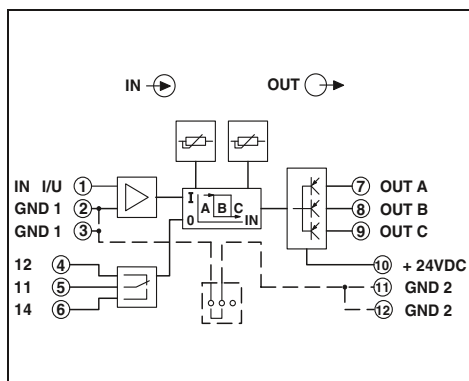 IN OUT
IN I/U 1
GND 1 2
GND 1 3
12 4
11 5
14 6
I
A B C
0 IN
7 OUT A
8 OUT B
9 OUT C
10 + 24VDC
11 GND 2
12 GND 2